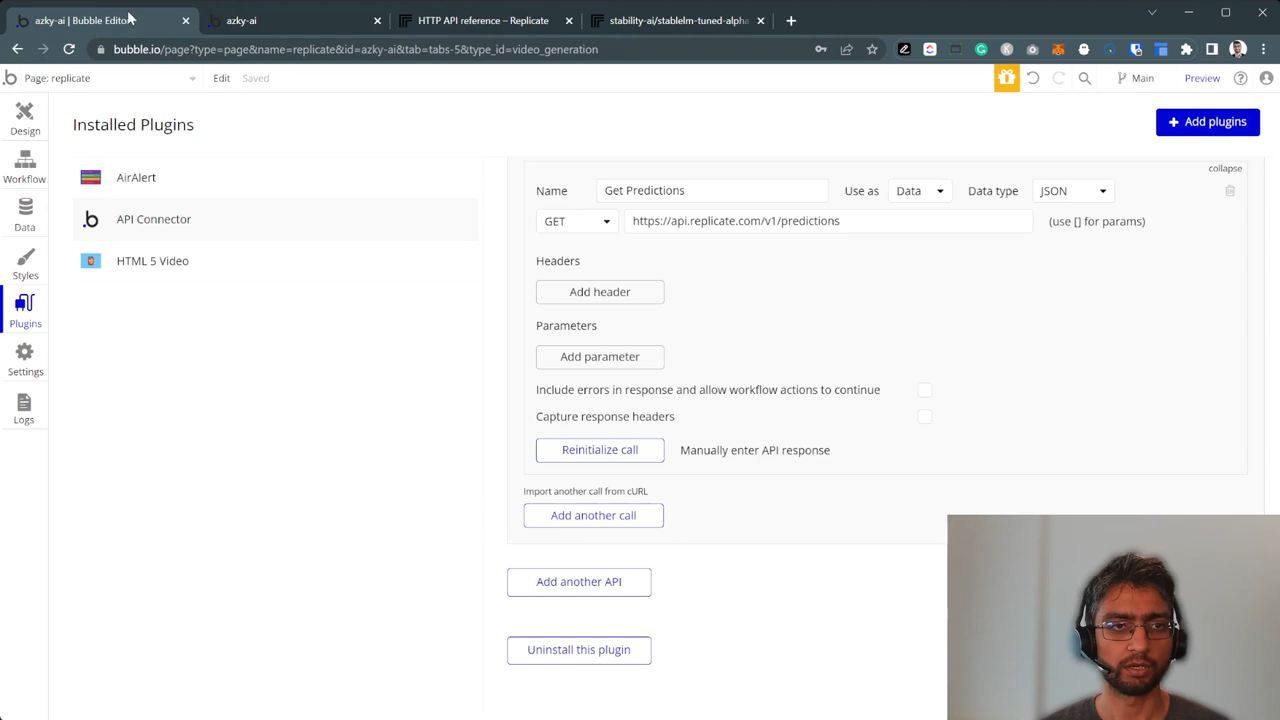 azky-ai | Bubble Editor
azky-ai
HTTP API reference – Replicate
stability-ai/stablelm-tuned-alpha
bubble.io/page?type=page&name=replicate&id=azky-ai&tab=tabs-5&type_id=video_generation
Page: replicate
Edit
Saved
Main
Preview
Design
Workflow
Data
Styles
Plugins
Settings
Logs
Installed Plugins
+ Add plugins
AirAlert
API Connector
HTML 5 Video
collapse
Name
Get Predictions
Use as
Data
Data type
JSON
GET
https://api.replicate.com/v1/predictions
(use [] for params)
Headers
Add header
Parameters
Add parameter
Include errors in response and allow workflow actions to continue
Capture response headers
Reinitialize call
Manually enter API response
Import another call from cURL
Add another call
Add another API
Uninstall this plugin